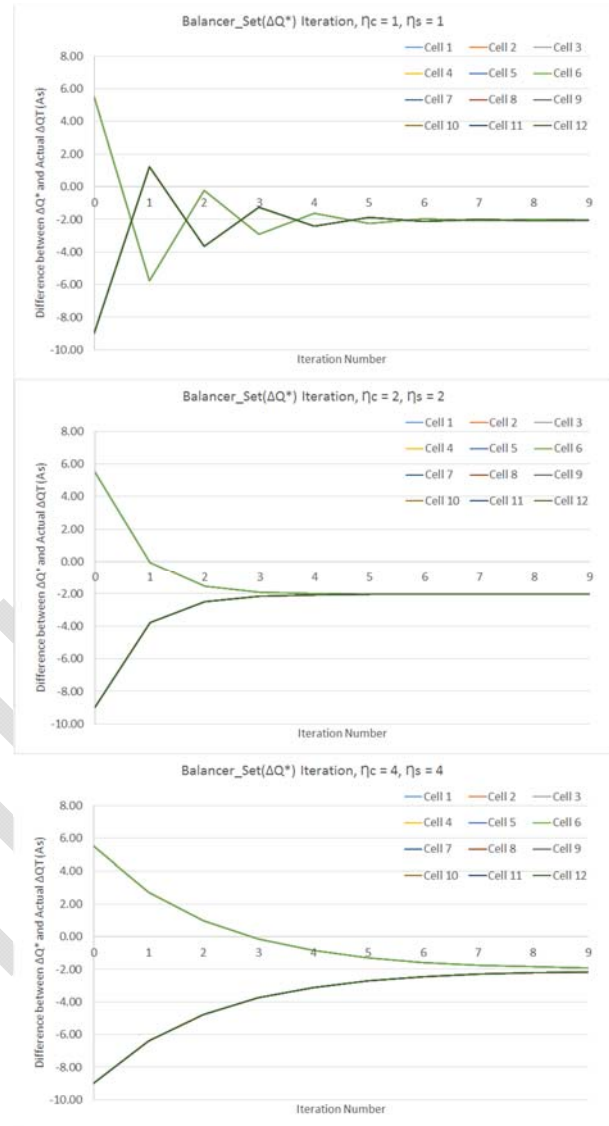 Balancer_Set(ΔQ*) Iteration, Ƞc = 1, Ƞs = 1
Difference between ΔQ* and Actual ΔQT (As)
8.00
6.00
4.00
2.00
0.00
-2.00
-4.00
-6.00
-8.00
-10.00
0 1 2 3 4 5 6 7 8 9
Cell 1 Cell 2 Cell 3
Cell 4 Cell 5 Cell 6
Cell 7 Cell 8 Cell 9
Cell 10 Cell 11 Cell 12
Iteration Number
Balancer_Set(ΔQ*) Iteration, Ƞc = 2, Ƞs = 2
Difference between ΔQ* and Actual ΔQT (As)
8.00
6.00
4.00
2.00
0.00
-2.00
-4.00
-6.00
-8.00
-10.00
0 1 2 3 4 5 6 7 8 9
Cell 1 Cell 2 Cell 3
Cell 4 Cell 5 Cell 6
Cell 7 Cell 8 Cell 9
Cell 10 Cell 11 Cell 12
Iteration Number
Balancer_Set(ΔQ*) Iteration, Ƞc = 4, Ƞs = 4
Difference between ΔQ* and Actual ΔQT (As)
8.00
6.00
4.00
2.00
0.00
-2.00
-4.00
-6.00
-8.00
-10.00
0 1 2 3 4 5 6 7 8 9
Cell 1 Cell 2 Cell 3
Cell 4 Cell 5 Cell 6
Cell 7 Cell 8 Cell 9
Cell 10 Cell 11 Cell 12
Iteration Number